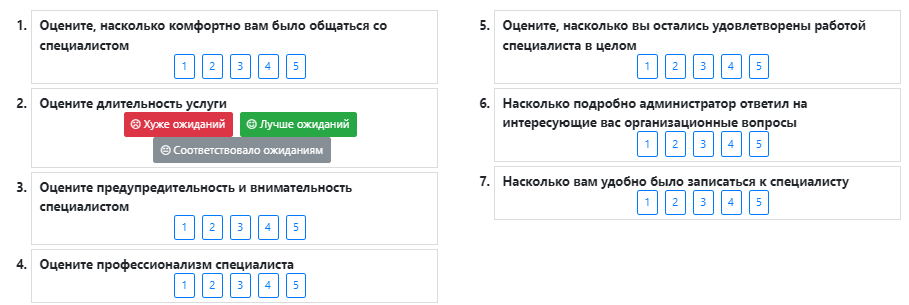 1. Оцените, насколько комфортно вам было общаться со
специалистом
1 2 3 4 5
2. Оцените длительность услуги
Хуже ожиданий Лучше ожиданий
Соответствовало ожиданиям
3. Оцените предупредительность и внимательность
специалистом
1 2 3 4 5
4. Оцените профессионализм специалиста
1 2 3 4 5
5. Оцените, насколько вы остались удовлетворены работой
специалиста в целом
1 2 3 4 5
6. Насколько подробно администратор ответил на
интересующие вас организационные вопросы
1 2 3 4 5
7. Насколько вам удобно было записаться к специалисту
1 2 3 4 5